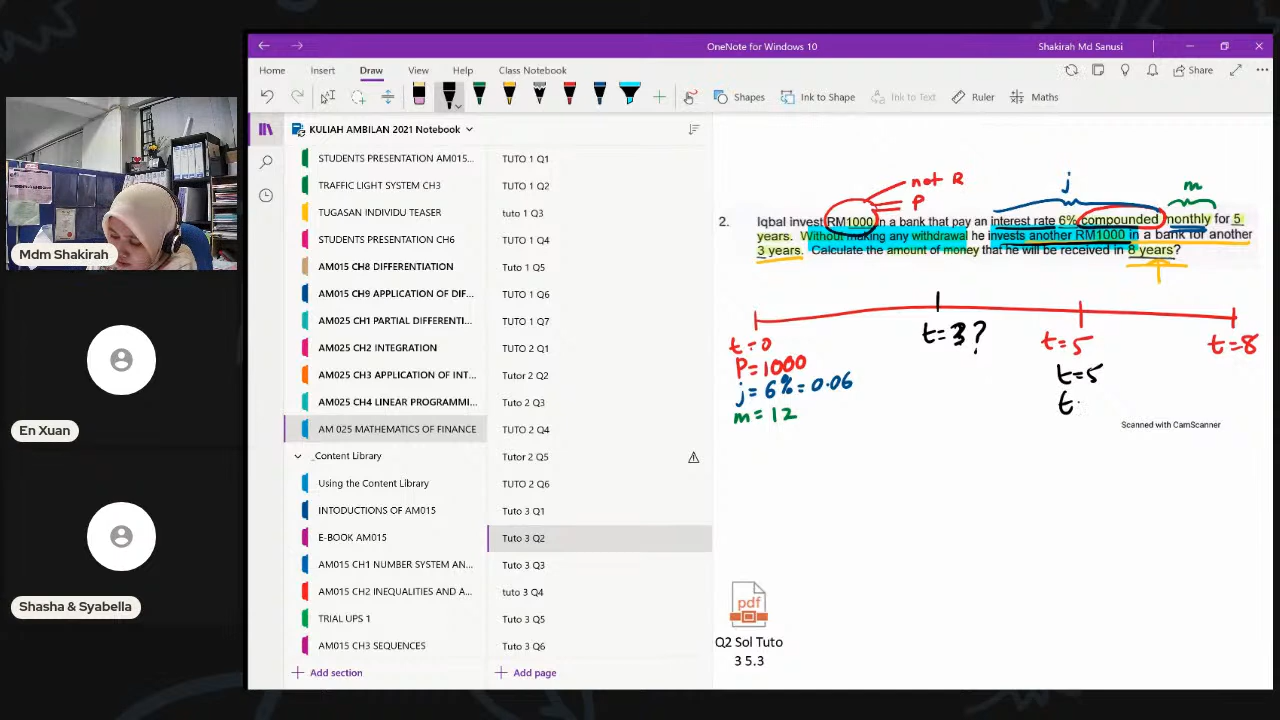 OneNote for Windows 10
Shakirah Md Sanusi
Home
Insert
Draw
View
Help
Class Notebook
Share
Shapes
Ink to Shape
Ink to Text
Ruler
Maths
KULIAH AMBILAN 2021 Notebook
STUDENTS PRESENTATION AM015...
TRAFFIC LIGHT SYSTEM CH3
TUGASAN INDIVIDU TEASER
STUDENTS PRESENTATION CH6
AM015 CH8 DIFFERENTIATION
AM015 CH9 APPLICATION OF DIF...
AM025 CH1 PARTIAL DIFFERENTI...
AM025 CH2 INTEGRATION
AM025 CH3 APPLICATION OF INT...
AM025 CH4 LINEAR PROGRAMMI...
AM 025 MATHEMATICS OF FINANCE
_Content Library
Using the Content Library
INTODUCTIONS OF AM015
E-BOOK AM015
AM015 CH1 NUMBER SYSTEM AN...
AM015 CH2 INEQUALITIES AND A...
TRIAL UPS 1
AM015 CH3 SEQUENCES
Add section
TUTO 1 Q1
TUTO 1 Q2
tuto 1 Q3
TUTO 1 Q4
Tuto 1 Q5
TUTO 1 Q6
TUTO 1 Q7
TUTO 2 Q1
Tutor 2 Q2
Tuto 2 Q3
TUTO 2 Q4
Tutor 2 Q5
TUTO 2 Q6
Tuto 3 Q1
Tuto 3 Q2
Tuto 3 Q3
tuto 3 Q4
Tuto 3 Q5
Tuto 3 Q6
Add page
not R
P
j
m
2. Iqbal invest RM1000 in a bank that pay an interest rate 6% compounded monthly for 5
years. Without making any withdrawal he invests another RM1000 in a bank for another
3 years. Calculate the amount of money that he will be received in 8 years?
t=0
t=3?
t=5
t=8
P=1000
j=6%=0.06
m=12
t=5
t
Scanned with CamScanner
pdf
Q2 Sol Tuto
3 5.3
Mdm Shakirah
En Xuan
Shasha & Syabella